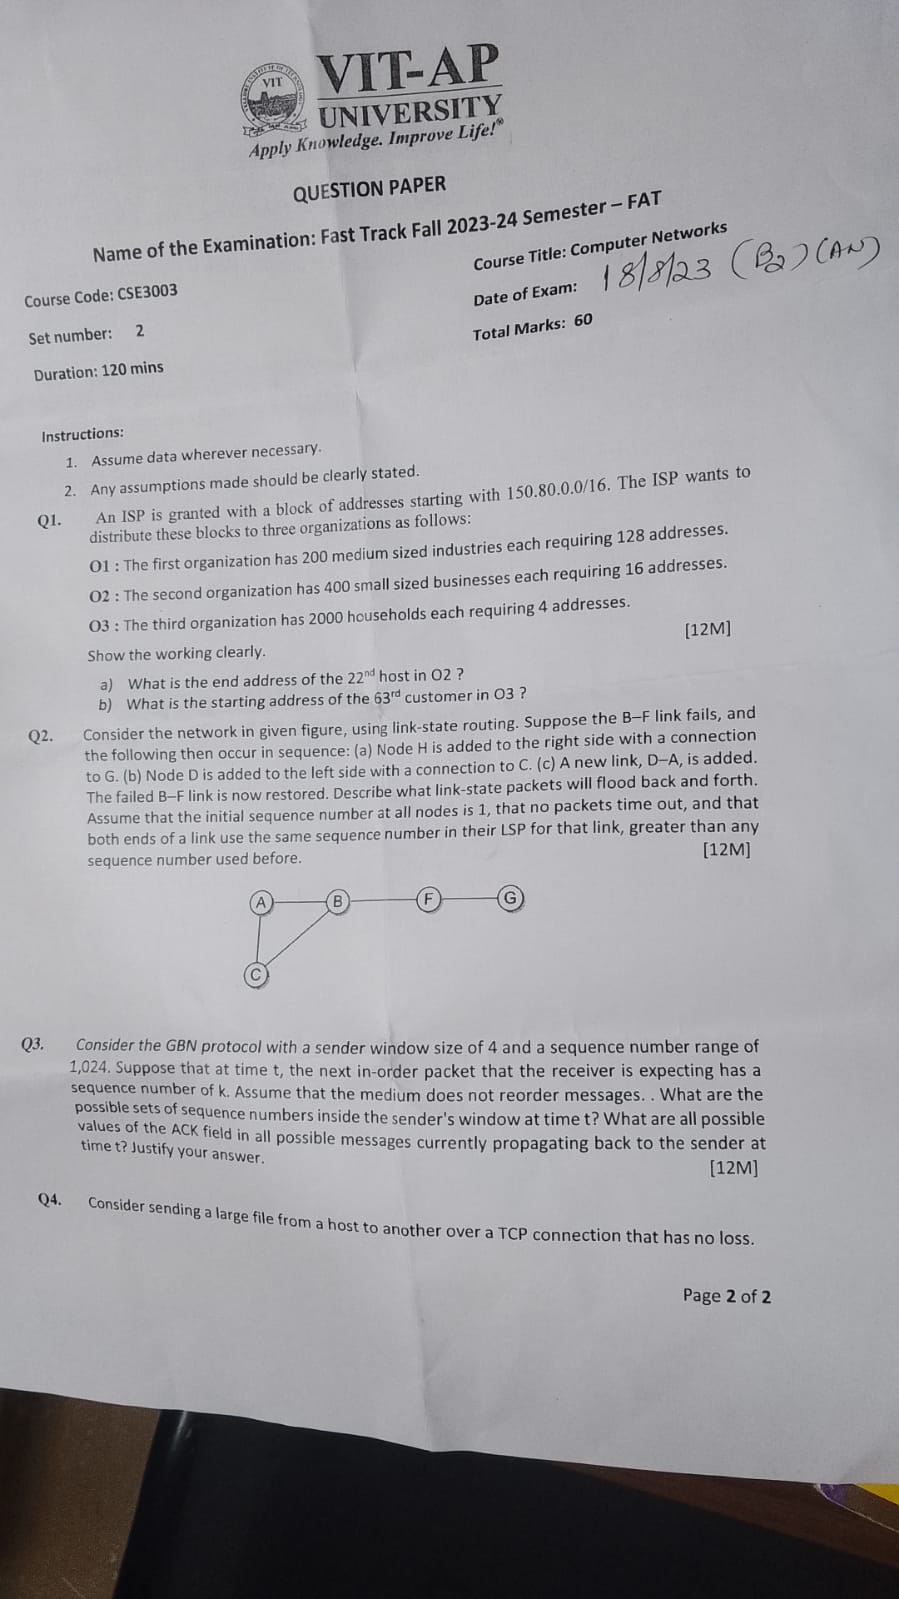 VIT
VIT-AP
UNIVERSITY
Apply Knowledge. Improve Life!®
QUESTION PAPER
Name of the Examination: Fast Track Fall 2023-24 Semester – FAT
Course Code: CSE3003
Course Title: Computer Networks
Set number: 2
Date of Exam: 18/8/23 (B2) (AN)
Duration: 120 mins
Total Marks: 60
Instructions:
1. Assume data wherever necessary.
2. Any assumptions made should be clearly stated.
Q1. An ISP is granted with a block of addresses starting with 150.80.0.0/16. The ISP wants to
distribute these blocks to three organizations as follows:
O1 : The first organization has 200 medium sized industries each requiring 128 addresses.
O2 : The second organization has 400 small sized businesses each requiring 16 addresses.
O3 : The third organization has 2000 households each requiring 4 addresses.
Show the working clearly. [12M]
a) What is the end address of the 22nd host in O2 ?
b) What is the starting address of the 63rd customer in O3 ?
Q2. Consider the network in given figure, using link-state routing. Suppose the B–F link fails, and
the following then occur in sequence: (a) Node H is added to the right side with a connection
to G. (b) Node D is added to the left side with a connection to C. (c) A new link, D–A, is added.
The failed B–F link is now restored. Describe what link-state packets will flood back and forth.
Assume that the initial sequence number at all nodes is 1, that no packets time out, and that
both ends of a link use the same sequence number in their LSP for that link, greater than any
sequence number used before. [12M]
A B F G
C
Q3. Consider the GBN protocol with a sender window size of 4 and a sequence number range of
1,024. Suppose that at time t, the next in-order packet that the receiver is expecting has a
sequence number of k. Assume that the medium does not reorder messages. . What are the
possible sets of sequence numbers inside the sender's window at time t? What are all possible
values of the ACK field in all possible messages currently propagating back to the sender at
time t? Justify your answer. [12M]
Q4. Consider sending a large file from a host to another over a TCP connection that has no loss.
Page 2 of 2